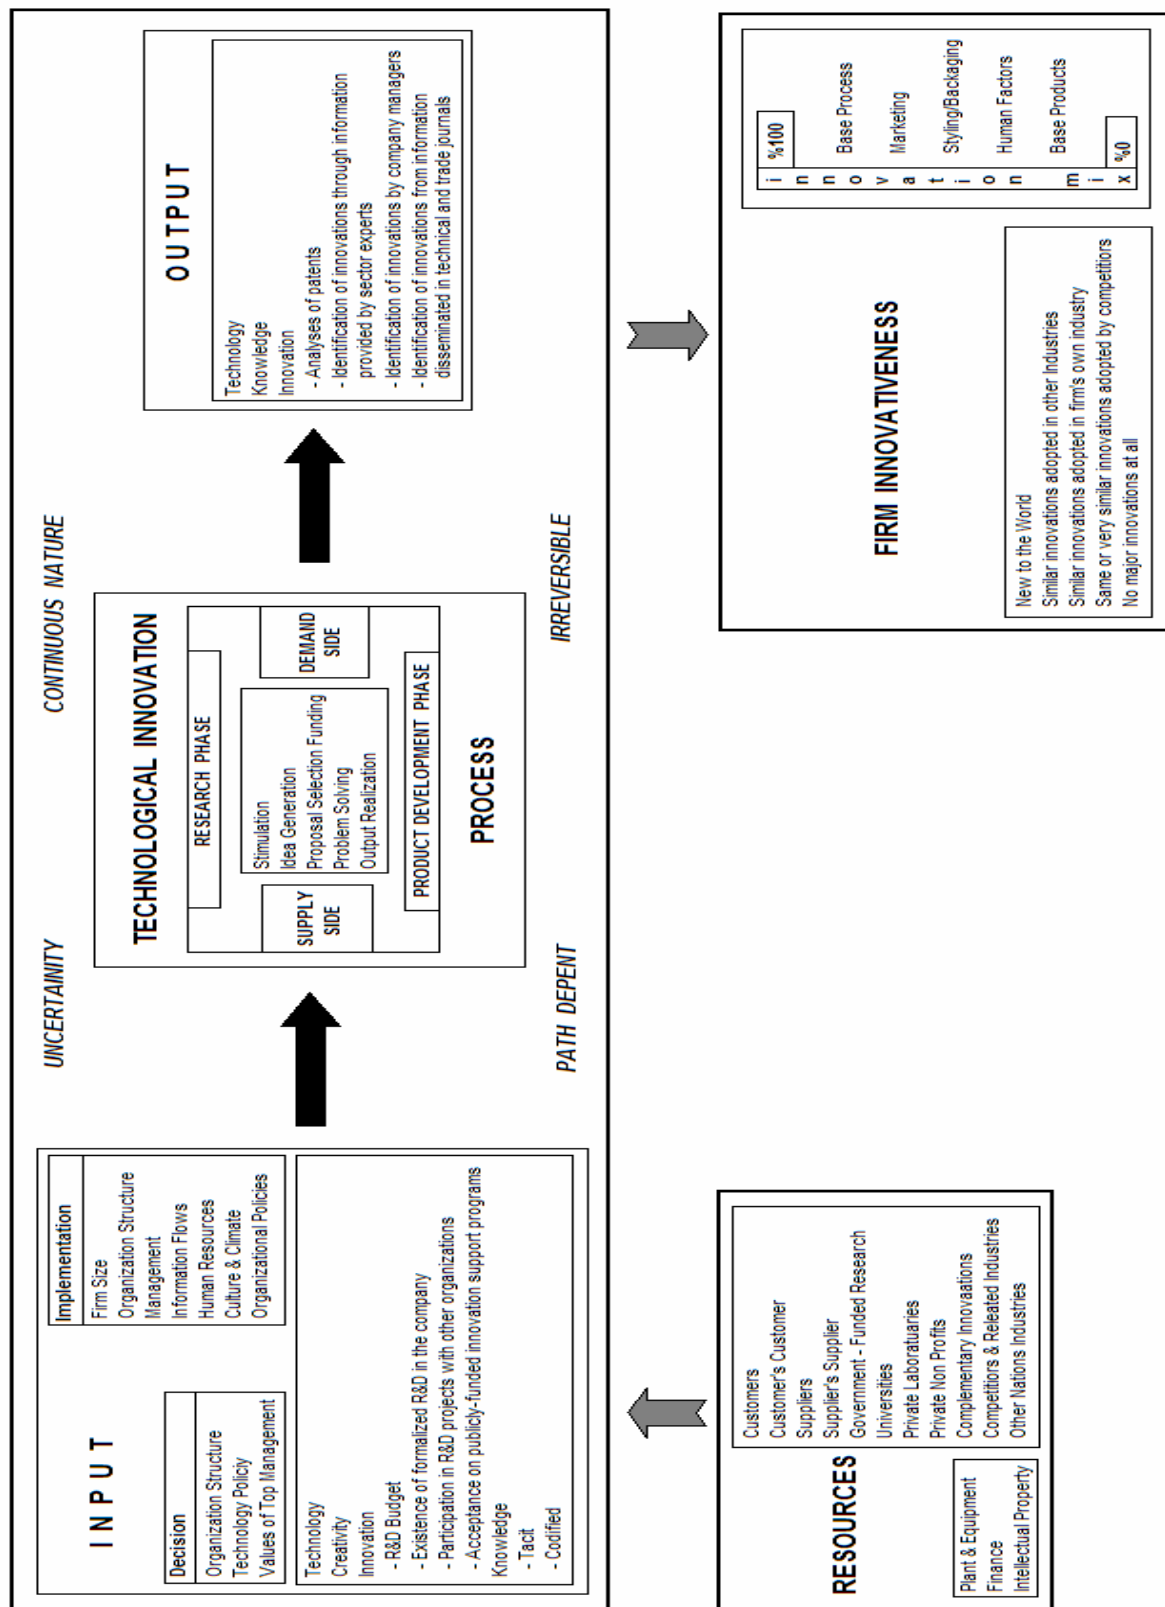 INPUT
Decision
Organization Structure
Technology Policiy
Values of Top Management
Implementation
Firm Size
Organization Structure
Management
Information Flows
Human Resources
Culture & Climate
Organizational Policies
Technology
Creativity
Innovation
- R&D Budget
- Existence of formalized R&D in the company
- Participation in R&D projects with other organizations
- Acceptance on publicly-funded innovation support programs
Knowledge
- Tacit
- Codified
UNCERTAINITY
CONTINUOUS NATURE
TECHNOLOGICAL INNOVATION
RESEARCH PHASE
SUPPLY
SIDE
Stimulation
Idea Generation
Proposal Selection Funding
Problem Solving
Output Realization
DEMAND
SIDE
PRODUCT DEVELOPMENT PHASE
PROCESS
PATH DEPENT
IRREVERSIBLE
OUTPUT
Technology
Knowledge
Innovation
- Analyses of patents
- Identification of innovations through information
provided by sector experts
- Identification of innovations by company managers
- Identification of innovations from information
disseminated in technical and trade journals
RESOURCES
Plant & Equipment
Finance
Intellectual Property
Customers
Customer's Customer
Suppliers
Supplier's Supplier
Government - Funded Research
Universities
Private Laboratuaries
Private Non Profits
Complementary Innovaations
Competitiors & Releated Industries
Other Nations Industries
FIRM INNOVATIVENESS
New to the World
Similar innovations adopted in other Industries
Similar innovations adopted in firm's own industry
Same or very similar innovations adopted by competitiors
No major innovations at all
innovation mix
%100
Base Process
Marketing
Styling/Backaging
Human Factors
Base Products
%0